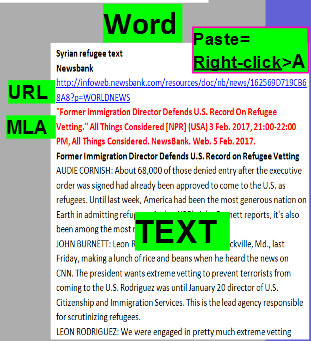 Word
Paste=
Right-click>A
Syrian refugee text
Newsbank
URL
http://infoweb.newsbank.com/resources/doc/nb/news/162569D719CB6
8A8?p=WORLDNEWS
MLA
"Former Immigration Director Defends U.S. Record On Refugee
Vetting." All Things Considered [NPR] (USA) 3 Feb. 2017, 21:00-22:00
PM, All Things Considered. NewsBank. Web. 5 Feb. 2017.
Former Immigration Director Defends U.S. Record on Refugee Vetting
AUDIE CORNISH: About 68,000 of those denied entry after the executive
order was signed had already been approved to come to the U.S. as
refugees. Until last week, America had been the most generous nation on
Earth in admitting refug nett reports, it's also
been among the most
TEXT
JOHN BURNETT: Leon R ckville, Md., last
Friday, making a lunch of rice and beans when he heard the news on
CNN. The president wants extreme vetting to prevent terrorists from
coming to the U.S. Rodriguez was until January 20 director of U.S.
Citizenship and Immigration Services. This is the lead agency responsible
for scrutinizing refugees.
LEON RODRIGUEZ: We were engaged in pretty much extreme vetting